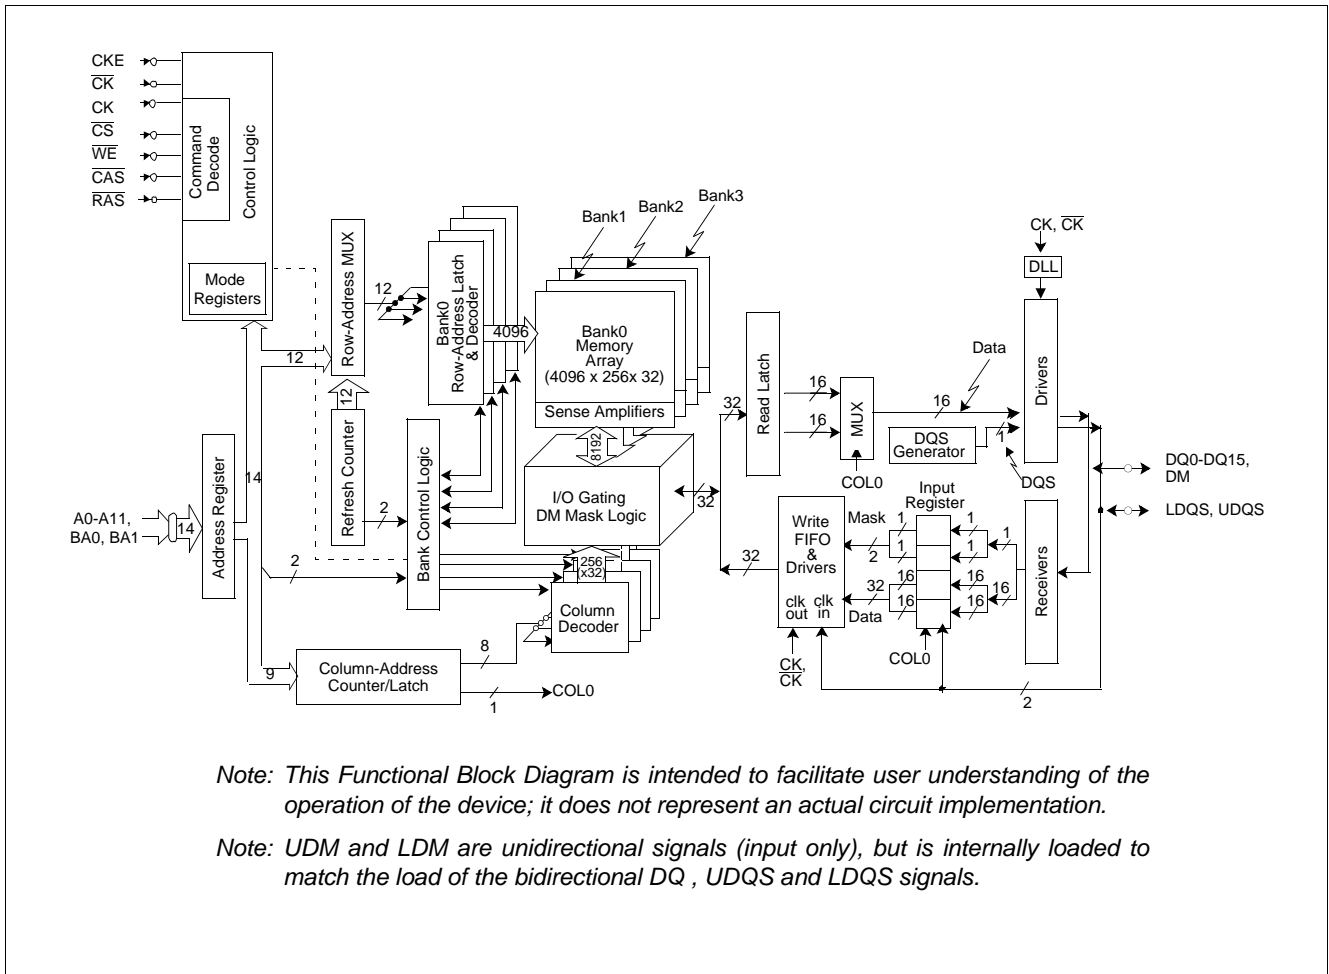 CKE
CK
CK
CS
WE
CAS
RAS
Command
Decode
Control Logic
Mode
Registers
Row-Address MUX
12
12
12
Refresh Counter
Bank0
Row-Address Latch
& Decoder
4096
Bank1
Bank2
Bank3
Bank0
Memory
Array
(4096 x 256x 32)
Sense Amplifiers
8192
I/O Gating
DM Mask Logic
32
Bank Control Logic
2
2
256
(x32)
Column
Decoder
A0-A11,
BA0, BA1
14
Address Register
14
9
Column-Address
Counter/Latch
8
1
COL0
32
Read Latch
16
16
MUX
COL0
16
Data
DQS
Generator
1
DQS
CK, CK
DLL
Drivers
DQ0-DQ15,
DM
LDQS, UDQS
32
Write
FIFO
&
Drivers
clk
out
clk
in
CK,
CK
Mask
2
32
Data
Input
Register
1
1
16
16
1
1
16
16
1
16
COL0
Receivers
2
Note: This Functional Block Diagram is intended to facilitate user understanding of the
operation of the device; it does not represent an actual circuit implementation.
Note: UDM and LDM are unidirectional signals (input only), but is internally loaded to
match the load of the bidirectional DQ , UDQS and LDQS signals.